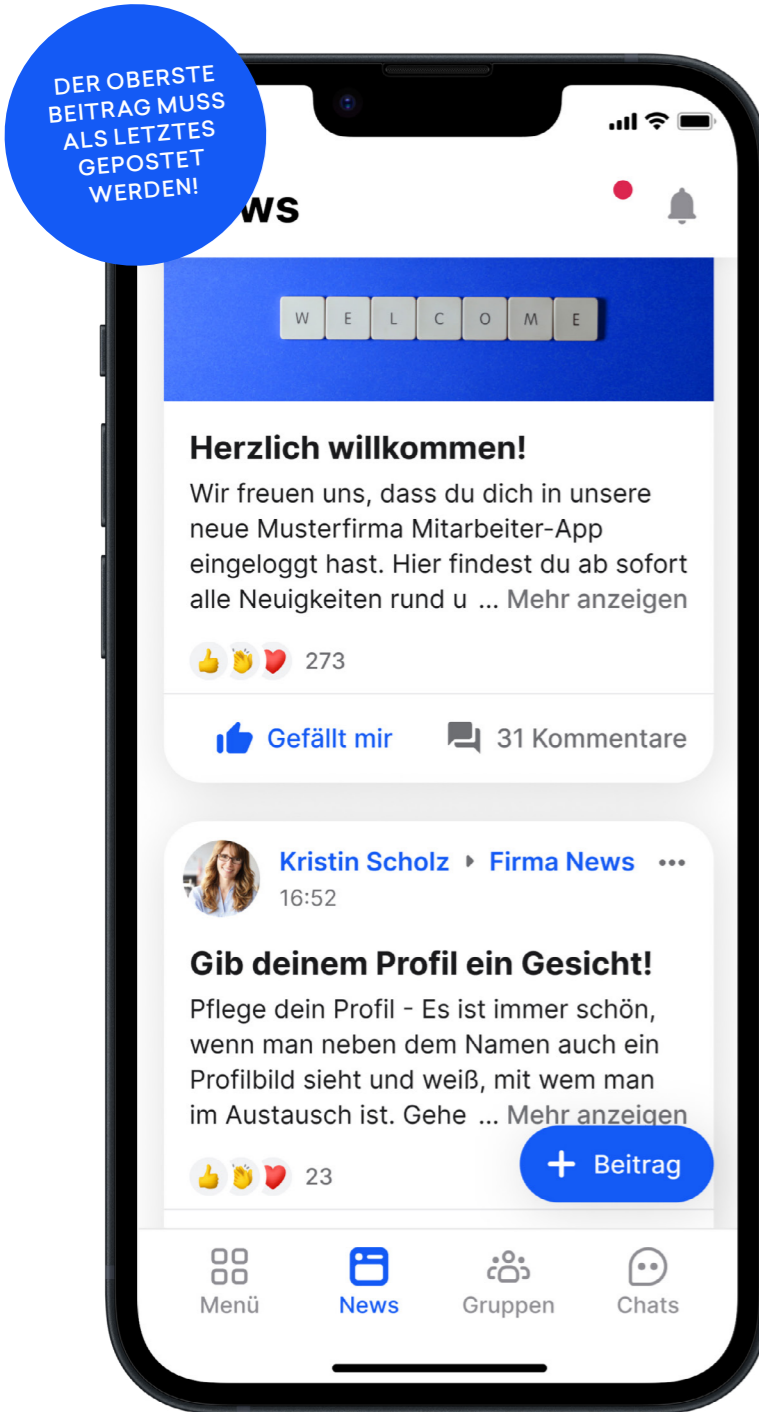 DER OBERSTE
BEITRAG MUSS
ALS LETZTES
GEPOSTET
WERDEN!
ws
W E L C O M E
Herzlich willkommen!
Wir freuen uns, dass du dich in unsere
neue Musterfirma Mitarbeiter-App
eingeloggt hast. Hier findest du ab sofort
alle Neuigkeiten rund u ... Mehr anzeigen
273
Gefällt mir 31 Kommentare
Kristin Scholz Firma News
16:52
Gib deinem Profil ein Gesicht!
Pflege dein Profil - Es ist immer schön,
wenn man neben dem Namen auch ein
Profilbild sieht und weiß, mit wem man
im Austausch ist. Gehe ... Mehr anzeigen
23
+ Beitrag
Menü News Gruppen Chats